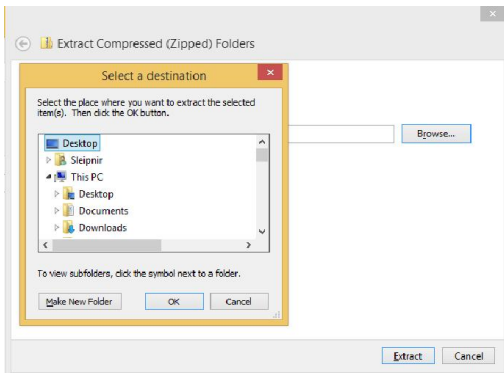 Extract Compressed (Zipped) Folders
Select a destination
Select the place where you want to extract the selected
item(s). Then click the OK button.
Desktop
Sleipnir
This PC
Desktop
Documents
Downloads
To view subfolders, click the symbol next to a folder.
Make New Folder OK Cancel
Browse...
Extract Cancel